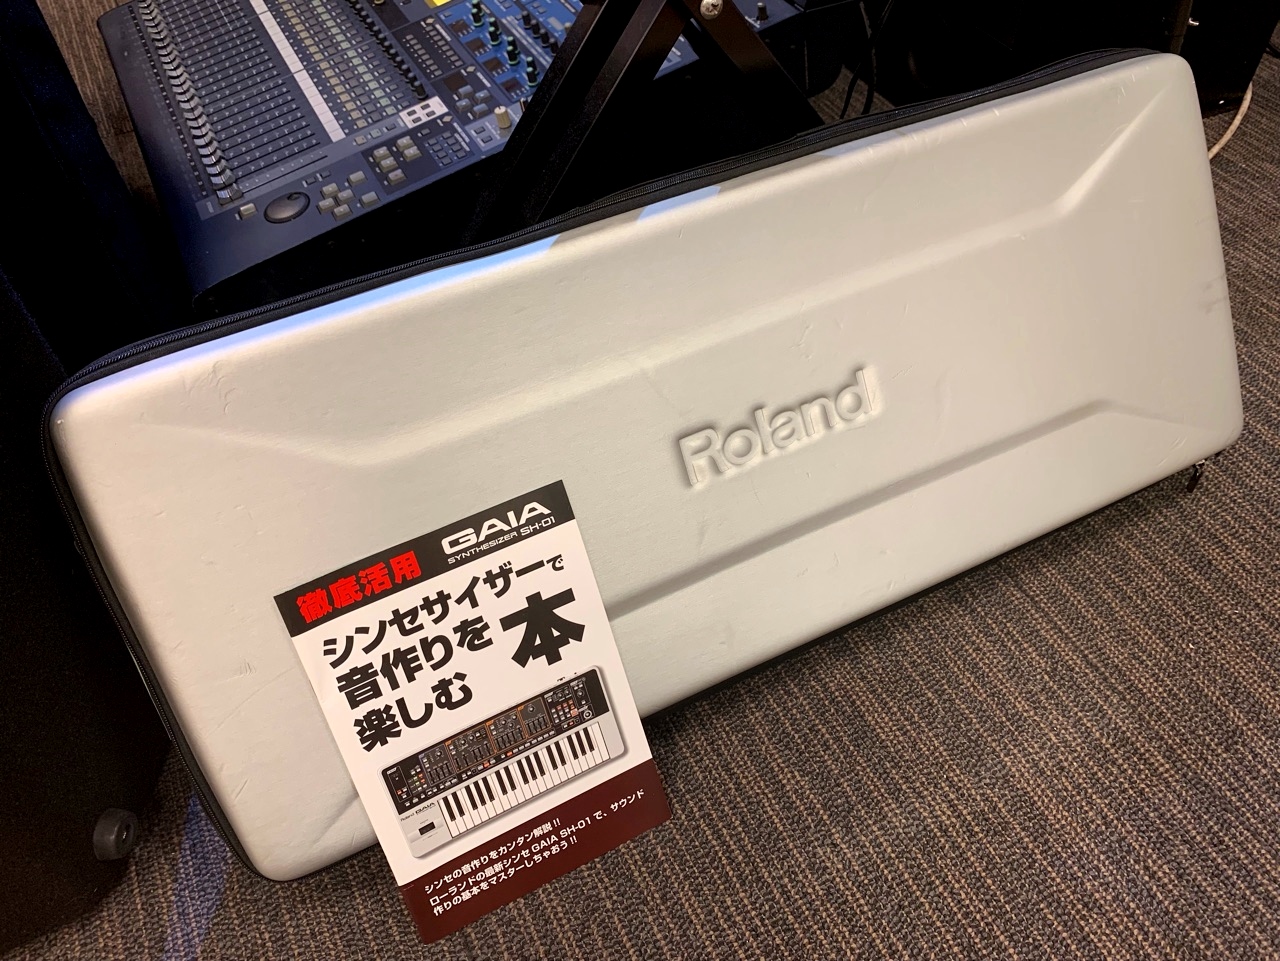 Roland
徹底活用 GAIA
SYNTHESIZER SH-01
シンセサイザーで
音作りを
楽しむ
本
Roland GAIA
シンセの音作りをカンタン解説!!
ローランドの最新シンセ GAIA SH-01 で、サウンド
作りの基本をマスターしちゃおう!!